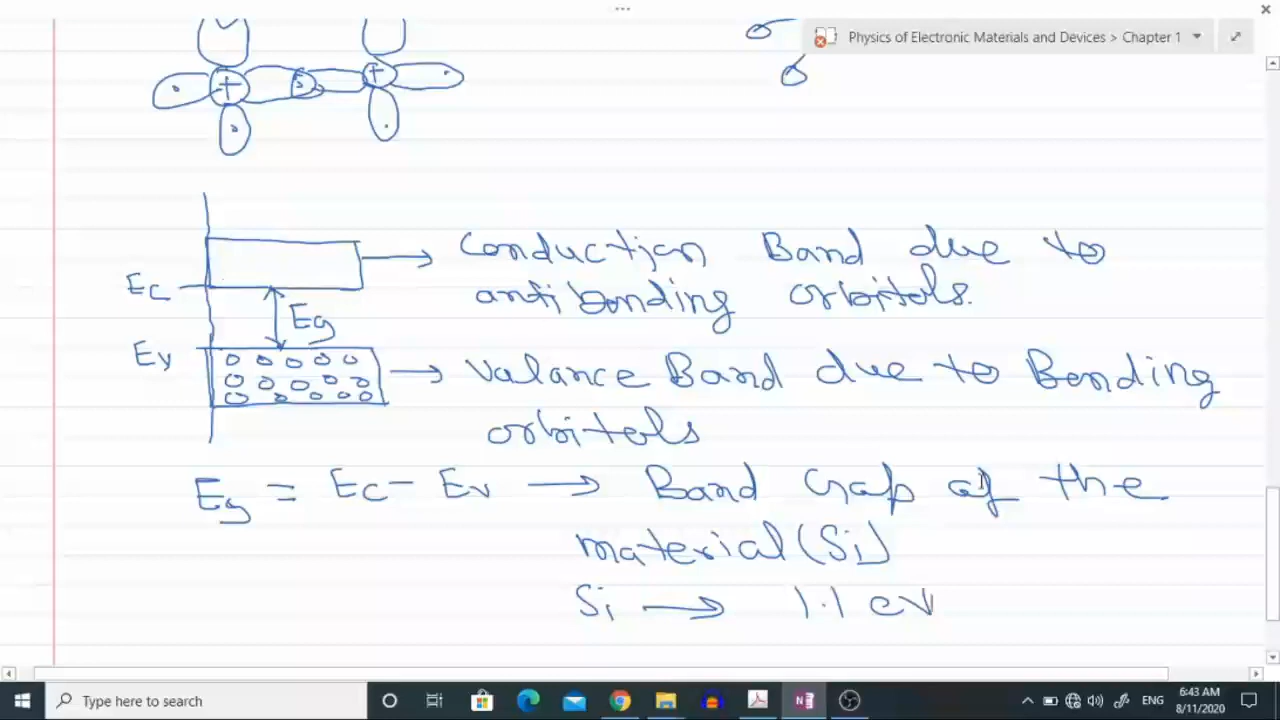 ...
Physics of Electronic Materials and Devices > Chapter 1
+ +
Conduction Band due to
Ec antibonding orbitols.
Eg
Ev Valance Band due to Bonding
orbitols
Eg = Ec - Ev → Band Gap of the
material (Si)
Si → 1.1 eV
Type here to search
ENG
6:43 AM
8/11/2020